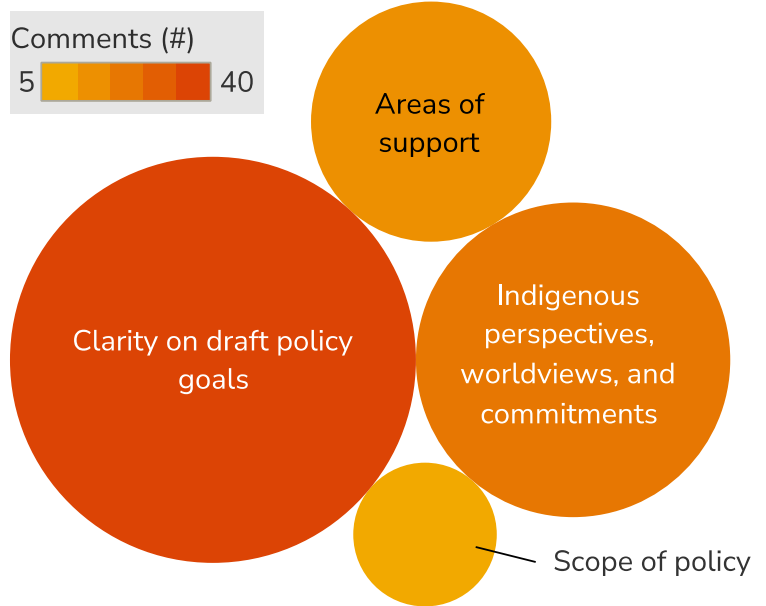 Comments (#)
5 40
Areas of
support
Clarity on draft policy
goals
Indigenous
perspectives,
worldviews, and
commitments
Scope of policy